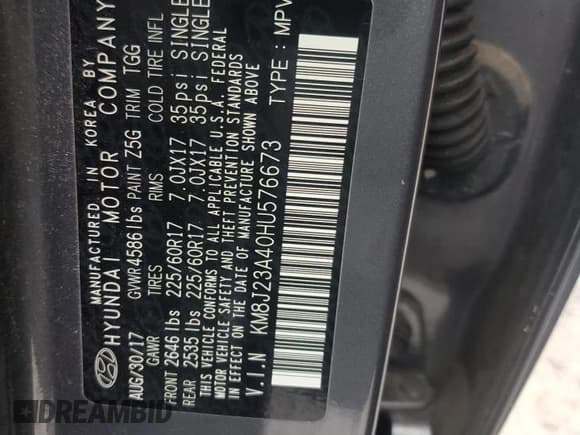 MANUFACTURED IN KOREA BY
HYUNDAI MOTOR COMPANY
AUG/30/17 GVWR 4586 lbs PAINT Z5G TRIM TGG
GAWR TIRES RIMS COLD TIRE INFL
FRONT 2646 lbs 225/60R17 7.0JX17 35psi SINGLE
REAR 2535 lbs 225/60R17 7.0JX17 35psi SINGLE
THIS VEHICLE CONFORMS TO ALL APPLICABLE U.S.A. FEDERAL
MOTOR VEHICLE SAFETY AND THEFT PREVENTION STANDARDS
IN EFFECT ON THE DATE OF MANUFACTURE SHOWN ABOVE
V.I.N KM8J23A40HU576673 TYPE : MPV
DREAMBID